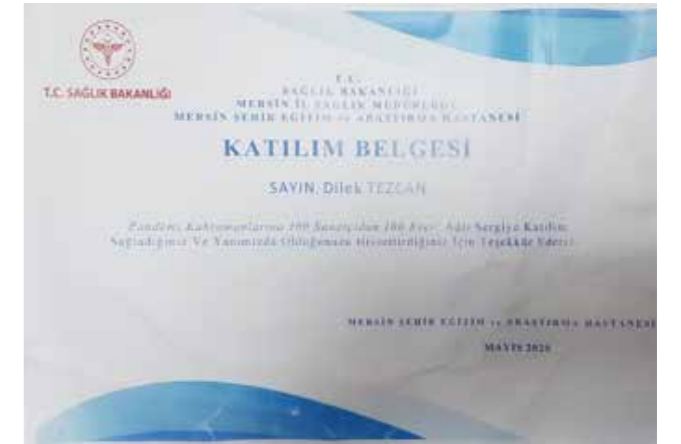 T.C. SAĞLIK BAKANLIĞI
T.C.
SAĞLIK BAKANLIĞI
MERSİN İL SAĞLIK MÜDÜRLÜĞÜ
MERSİN ŞEHİR EĞİTİM ve ARAŞTIRMA HASTANESİ
KATILIM BELGESİ
SAYIN, Dilek TEZCAN
Pandemi Kahramanlarına 100 Sanatçıdan 100 Eser, Adlı Sergiye Katılım
Sağladığınız Ve Yanımızda Olduğunuzu Hissettirdiğiniz İçin Teşekkür Ederiz.
MERSİN ŞEHİR EĞİTİM ve ARAŞTIRMA HASTANESİ
MAYIS